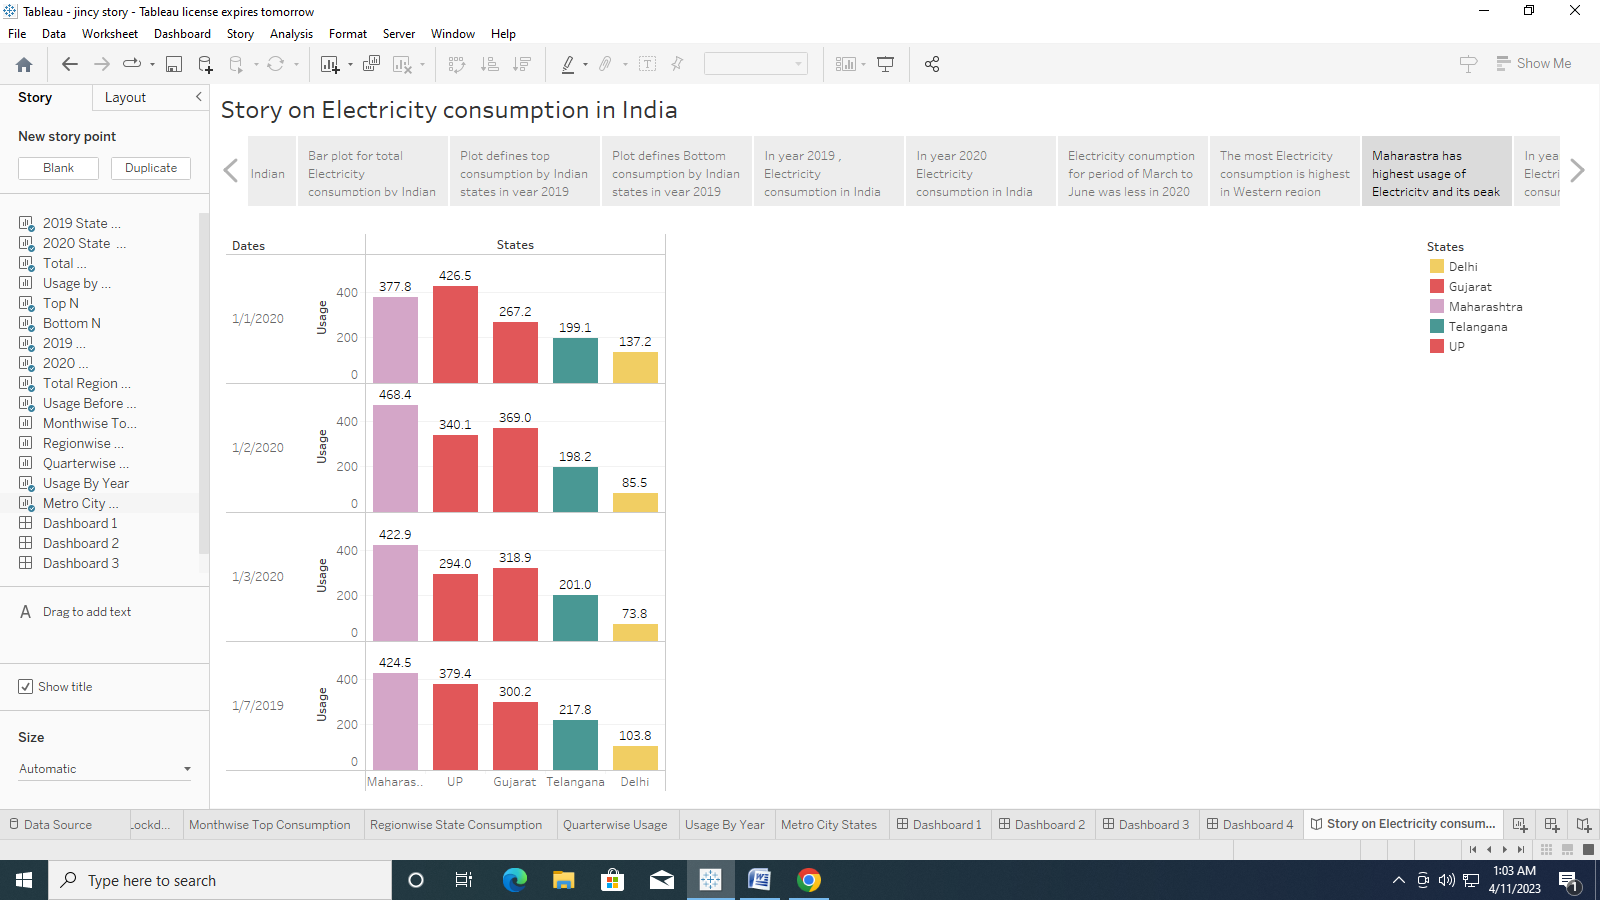 Tableau - jincy story - Tableau license expires tomorrow
File Data Worksheet Dashboard Story Analysis Format Server Window Help
Show Me
Story Layout
New story point
Blank Duplicate
2019 State ...
2020 State ...
Total ...
Usage by ...
Top N
Bottom N
2019 ...
2020 ...
Total Region ...
Usage Before ...
Monthwise To...
Regionwise ...
Quarterwise ...
Usage By Year
Metro City ...
Dashboard 1
Dashboard 2
Dashboard 3
A Drag to add text
Show title
Size
Automatic
Story on Electricity consumption in India
Indian
Bar plot for total
Electricity
consumption by Indian
Plot defines top
consumption by Indian
states in year 2019
Plot defines Bottom
consumption by Indian
states in year 2019
In year 2019 ,
Electricity
consumption in India
In year 2020
Electricity
consumption in India
Electricity conumption
for period of March to
June was less in 2020
The most Electricity
consumption is highest
in Western region
Maharastra has
highest usage of
Electricity and its peak
In yea
Electri
consur
Dates States
1/1/2020 Usage 400 200 0
377.8 426.5 267.2 199.1 137.2
1/2/2020 Usage 400 200 0
468.4 340.1 369.0 198.2 85.5
1/3/2020 Usage 400 200 0
422.9 294.0 318.9 201.0 73.8
1/7/2019 Usage 400 200 0
424.5 379.4 300.2 217.8 103.8
Maharas.. UP Gujarat Telangana Delhi
States
Delhi
Gujarat
Maharashtra
Telangana
UP
Data Source Lockd... Monthwise Top Consumption Regionwise State Consumption Quarterwise Usage Usage By Year Metro City States Dashboard 1 Dashboard 2 Dashboard 3 Dashboard 4 Story on Electricity consum...
Type here to search
1:03 AM
4/11/2023
1